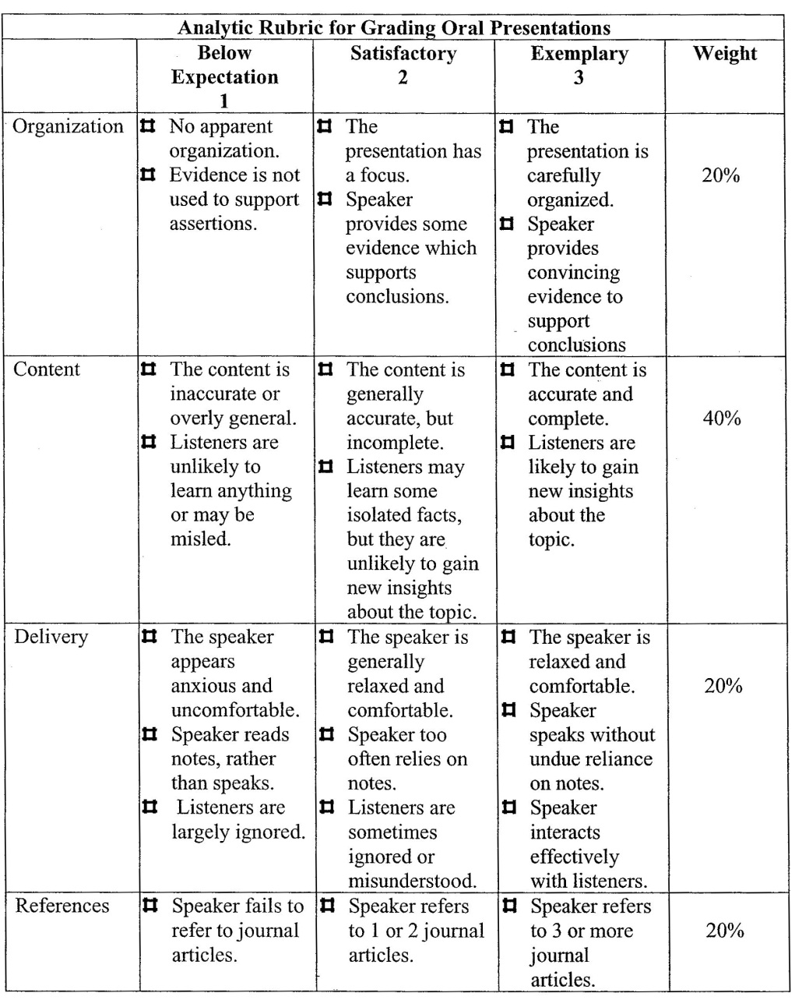 Analytic Rubric for Grading Oral Presentations
Below
Expectation
1
Satisfactory
2
Exemplary
3
Weight
Organization
No apparent
organization.
Evidence is not
used to support
assertions.
The
presentation has
a focus.
Speaker
provides some
evidence which
supports
conclusions.
The
presentation is
carefully
organized.
Speaker
provides
convincing
evidence to
support
conclusions
20%
Content
The content is
inaccurate or
overly general.
Listeners are
unlikely to
learn anything
or may be
misled.
The content is
generally
accurate, but
incomplete.
Listeners may
learn some
isolated facts,
but they are
unlikely to gain
new insights
about the topic.
The content is
accurate and
complete.
Listeners are
likely to gain
new insights
about the
topic.
40%
Delivery
The speaker
appears
anxious and
uncomfortable.
Speaker reads
notes, rather
than speaks.
Listeners are
largely ignored.
The speaker is
generally
relaxed and
comfortable.
Speaker too
often relies on
notes.
Listeners are
sometimes
ignored or
misunderstood.
The speaker is
relaxed and
comfortable.
Speaker
speaks without
undue reliance
on notes.
Speaker
interacts
effectively
with listeners.
20%
References
Speaker fails to
refer to journal
articles.
Speaker refers
to 1 or 2 journal
articles.
Speaker refers
to 3 or more
journal
articles.
20%